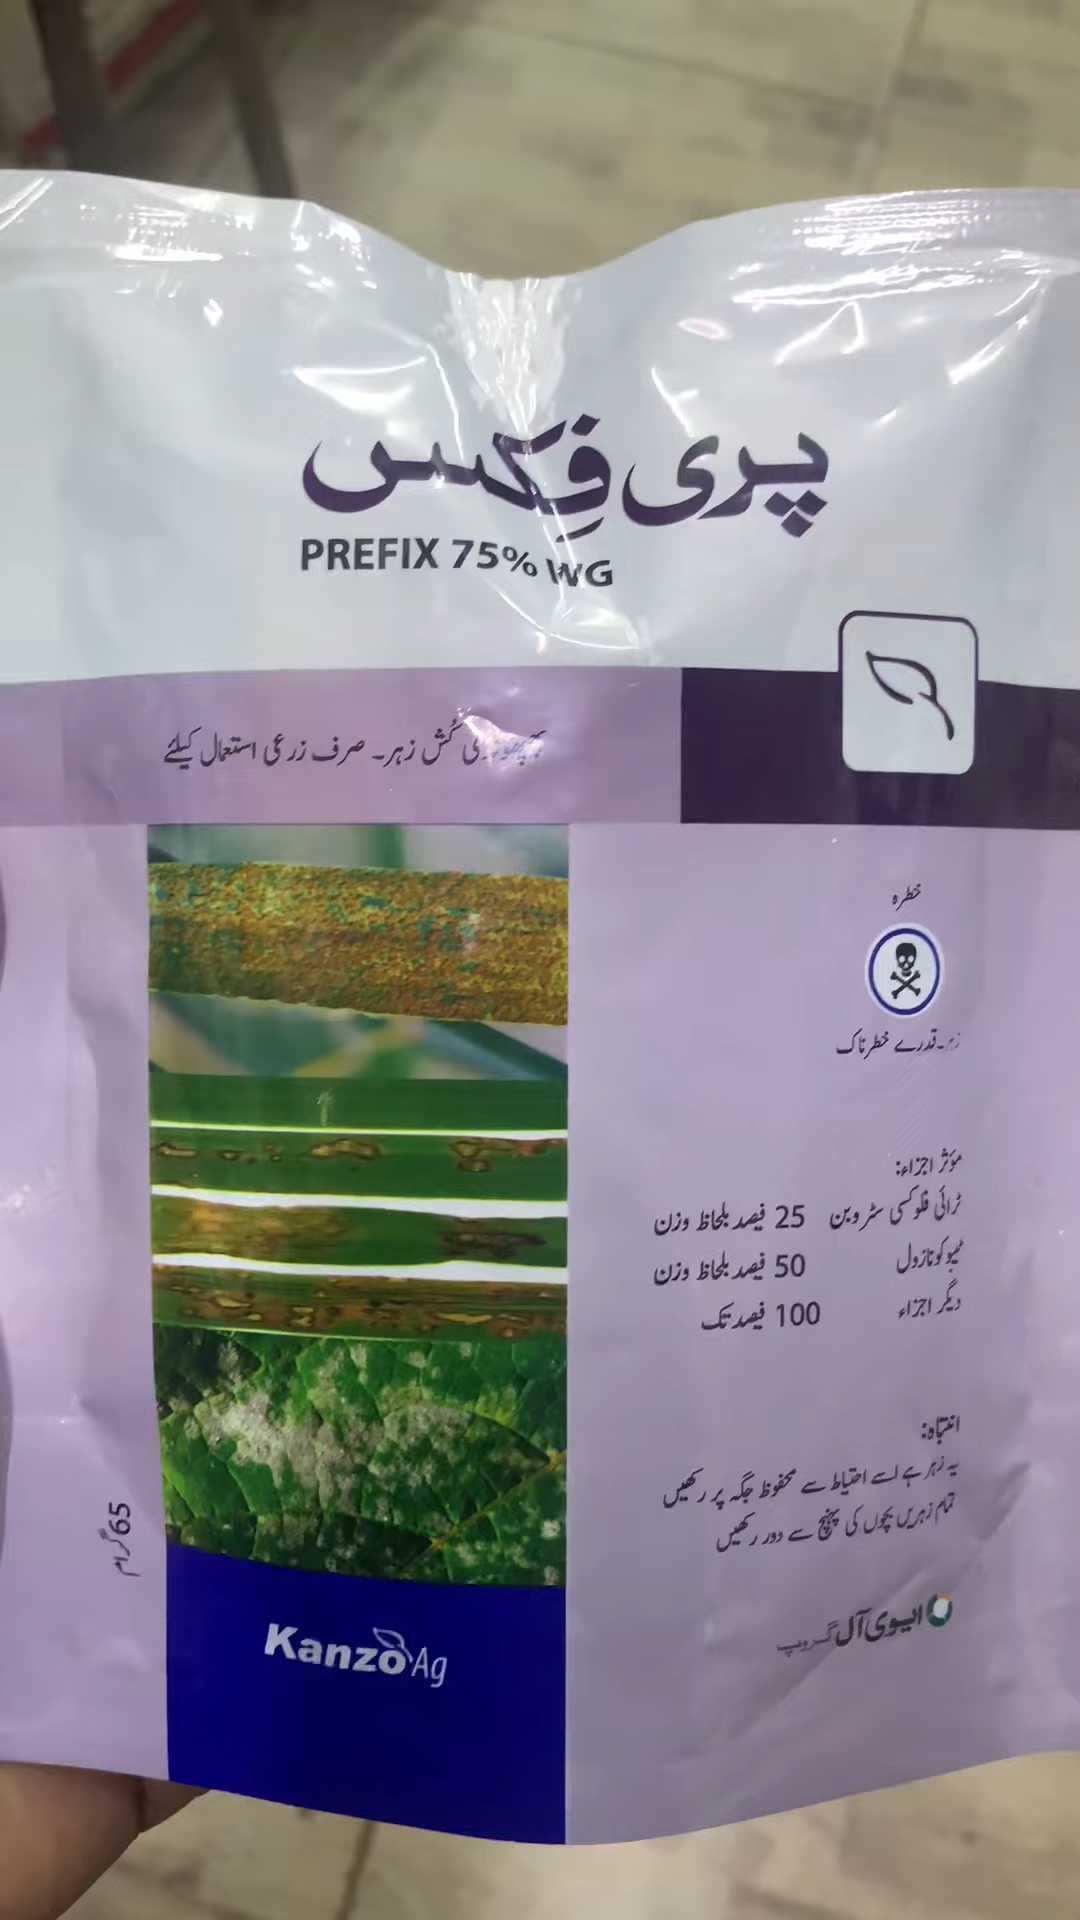 پری فِکس
PREFIX 75% WG
پھپھوندی کُش زہر۔ صرف زرعی استعمال کیلئے
خطرہ
زہر۔قدرے خطرناک
مؤثر اجزاء:
ٹرائی فلوکسی سٹروبن 25 فیصد بلحاظ وزن
ٹیبوکونازول 50 فیصد بلحاظ وزن
دیگر اجزاء 100 فیصد تک
انتباہ:
یہ زہر ہے اسے احتیاط سے محفوظ جگہ پر رکھیں
تمام زہریں بچوں کی پہنچ سے دور رکھیں
65 گرام
Kanzo Ag
ایوی آل گروپ